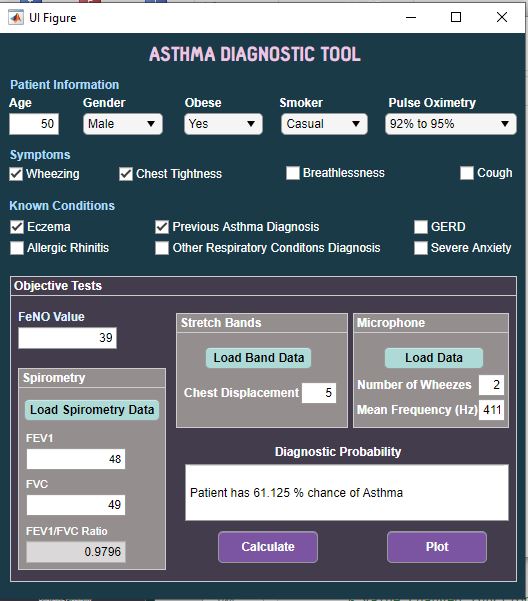 UI Figure
ASTHMA DIAGNOSTIC TOOL
Patient Information
Age Gender Obese Smoker Pulse Oximetry
50 Male Yes Casual 92% to 95%
Symptoms
Wheezing Chest Tightness Breathlessness Cough
Known Conditions
Eczema Previous Asthma Diagnosis GERD
Allergic Rhinitis Other Respiratory Conditons Diagnosis Severe Anxiety
Objective Tests
FeNO Value
39
Stretch Bands
Load Band Data
Chest Displacement 5
Microphone
Load Data
Number of Wheezes 2
Mean Frequency (Hz) 411
Spirometry
Load Spirometry Data
FEV1
48
FVC
49
FEV1/FVC Ratio
0.9796
Diagnostic Probability
Patient has 61.125 % chance of Asthma
Calculate Plot